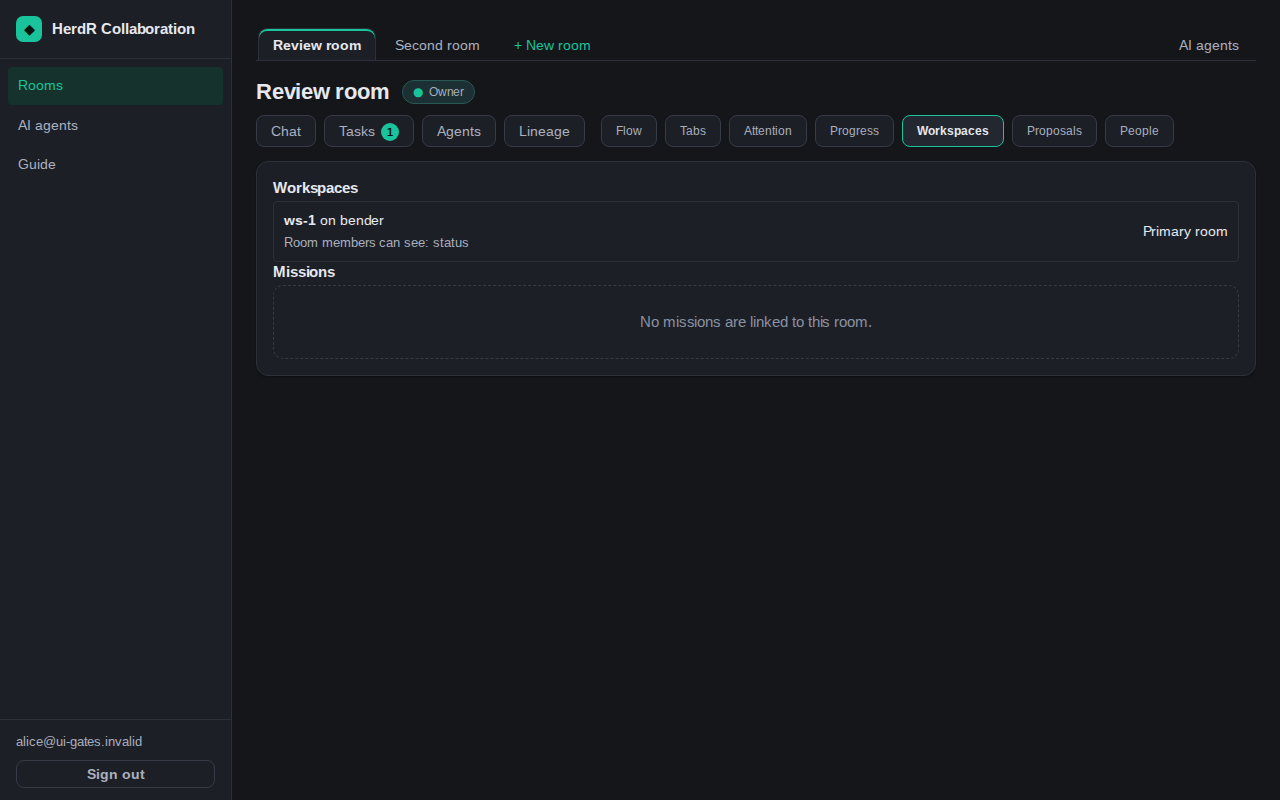 HerdR Collaboration
Rooms
AI agents
Guide
alice@ui-gates.invalid
Sign out
Review room
Second room
+ New room
AI agents
Review room
Owner
Chat
Tasks 1
Agents
Lineage
Flow
Tabs
Attention
Progress
Workspaces
Proposals
People
Workspaces
ws-1 on bender
Room members can see: status
Primary room
Missions
No missions are linked to this room.